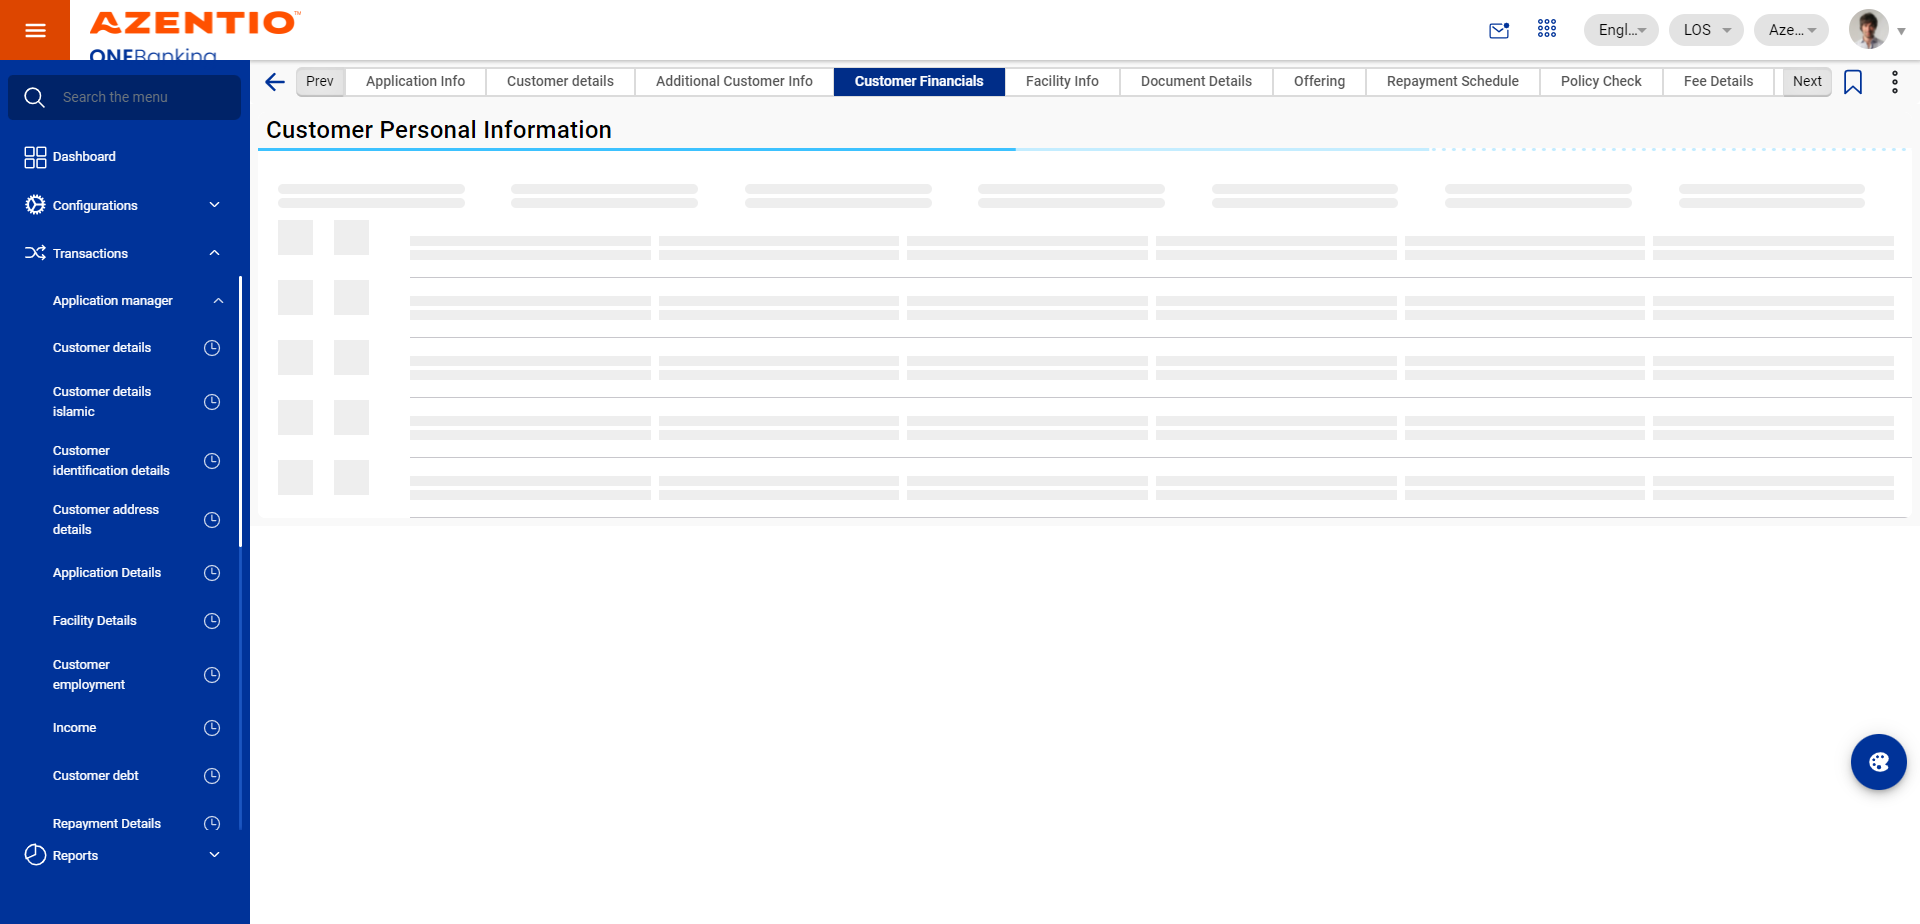 AZENTIO™
ONEBanking
Engl...
LOS
Aze...
Search the menu
Dashboard
Configurations
Transactions
Application manager
Customer details
Customer details
islamic
Customer
identification details
Customer address
details
Application Details
Facility Details
Customer
employment
Income
Customer debt
Repayment Details
Reports
Prev
Application Info
Customer details
Additional Customer Info
Customer Financials
Facility Info
Document Details
Offering
Repayment Schedule
Policy Check
Fee Details
Next
Customer Personal Information